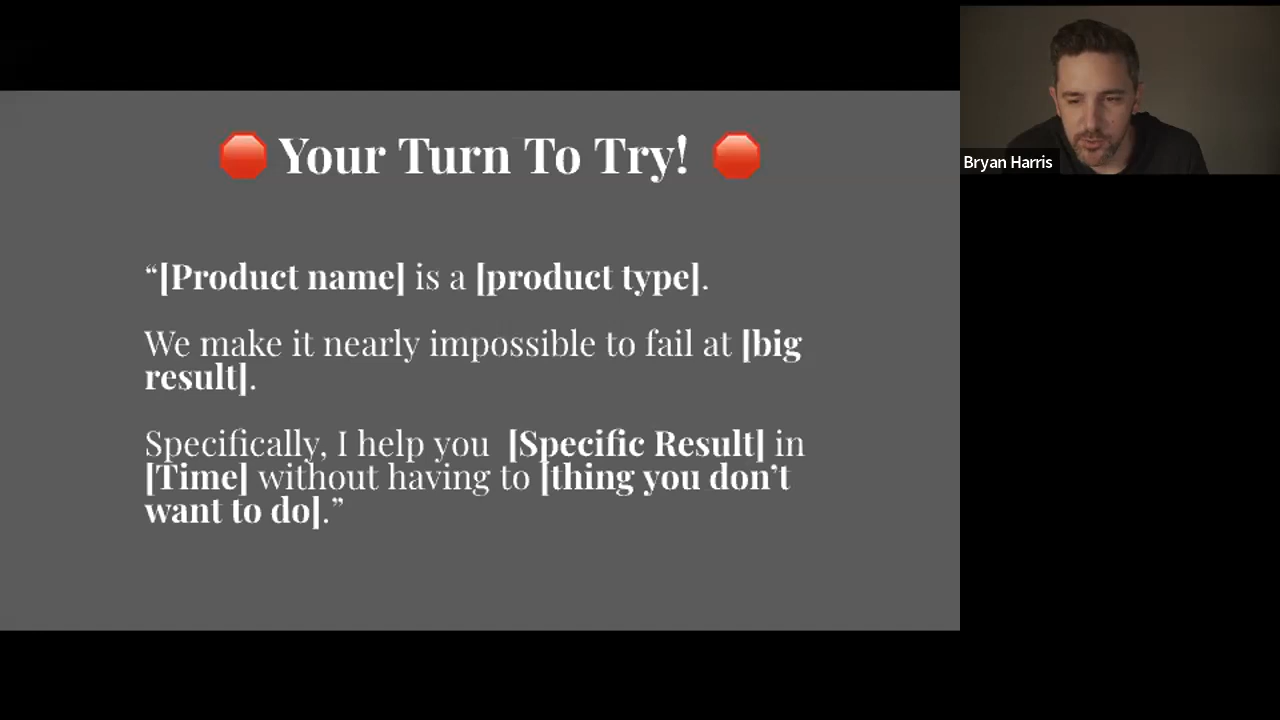 🛑 Your Turn To Try! 🛑
“[Product name] is a [product type].
We make it nearly impossible to fail at [big
result].
Specifically, I help you [Specific Result] in
[Time] without having to [thing you don’t
want to do].”
Bryan Harris